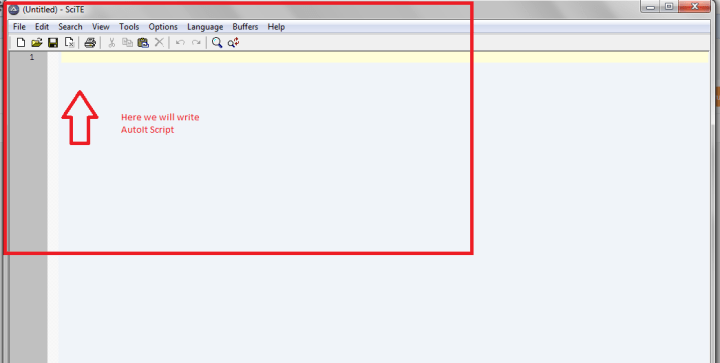 (Untitled) - SciTE
File Edit Search View Tools Options Language Buffers Help
1
Here we will write
AutoIt Script